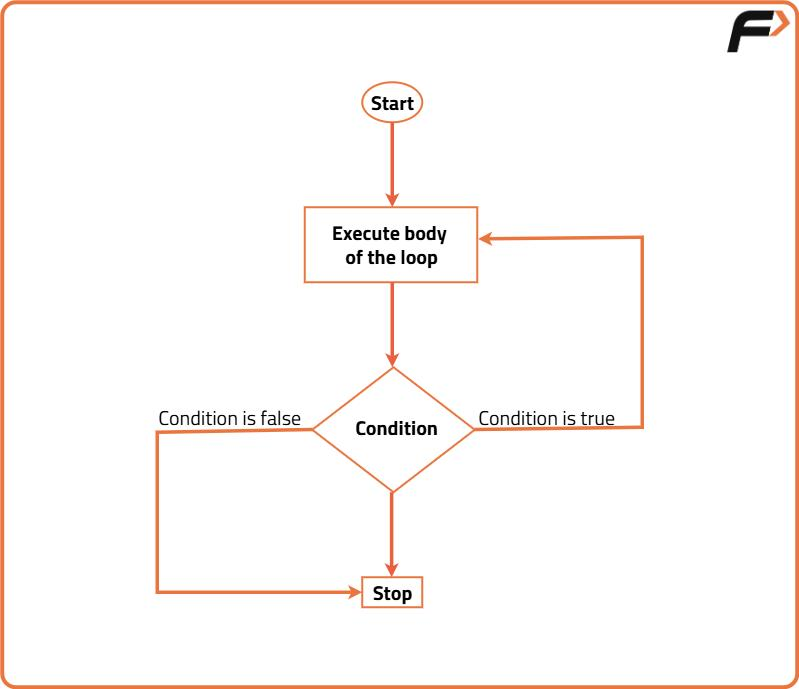 F
Start
Execute body
of the loop
Condition is false
Condition
Condition is true
Stop